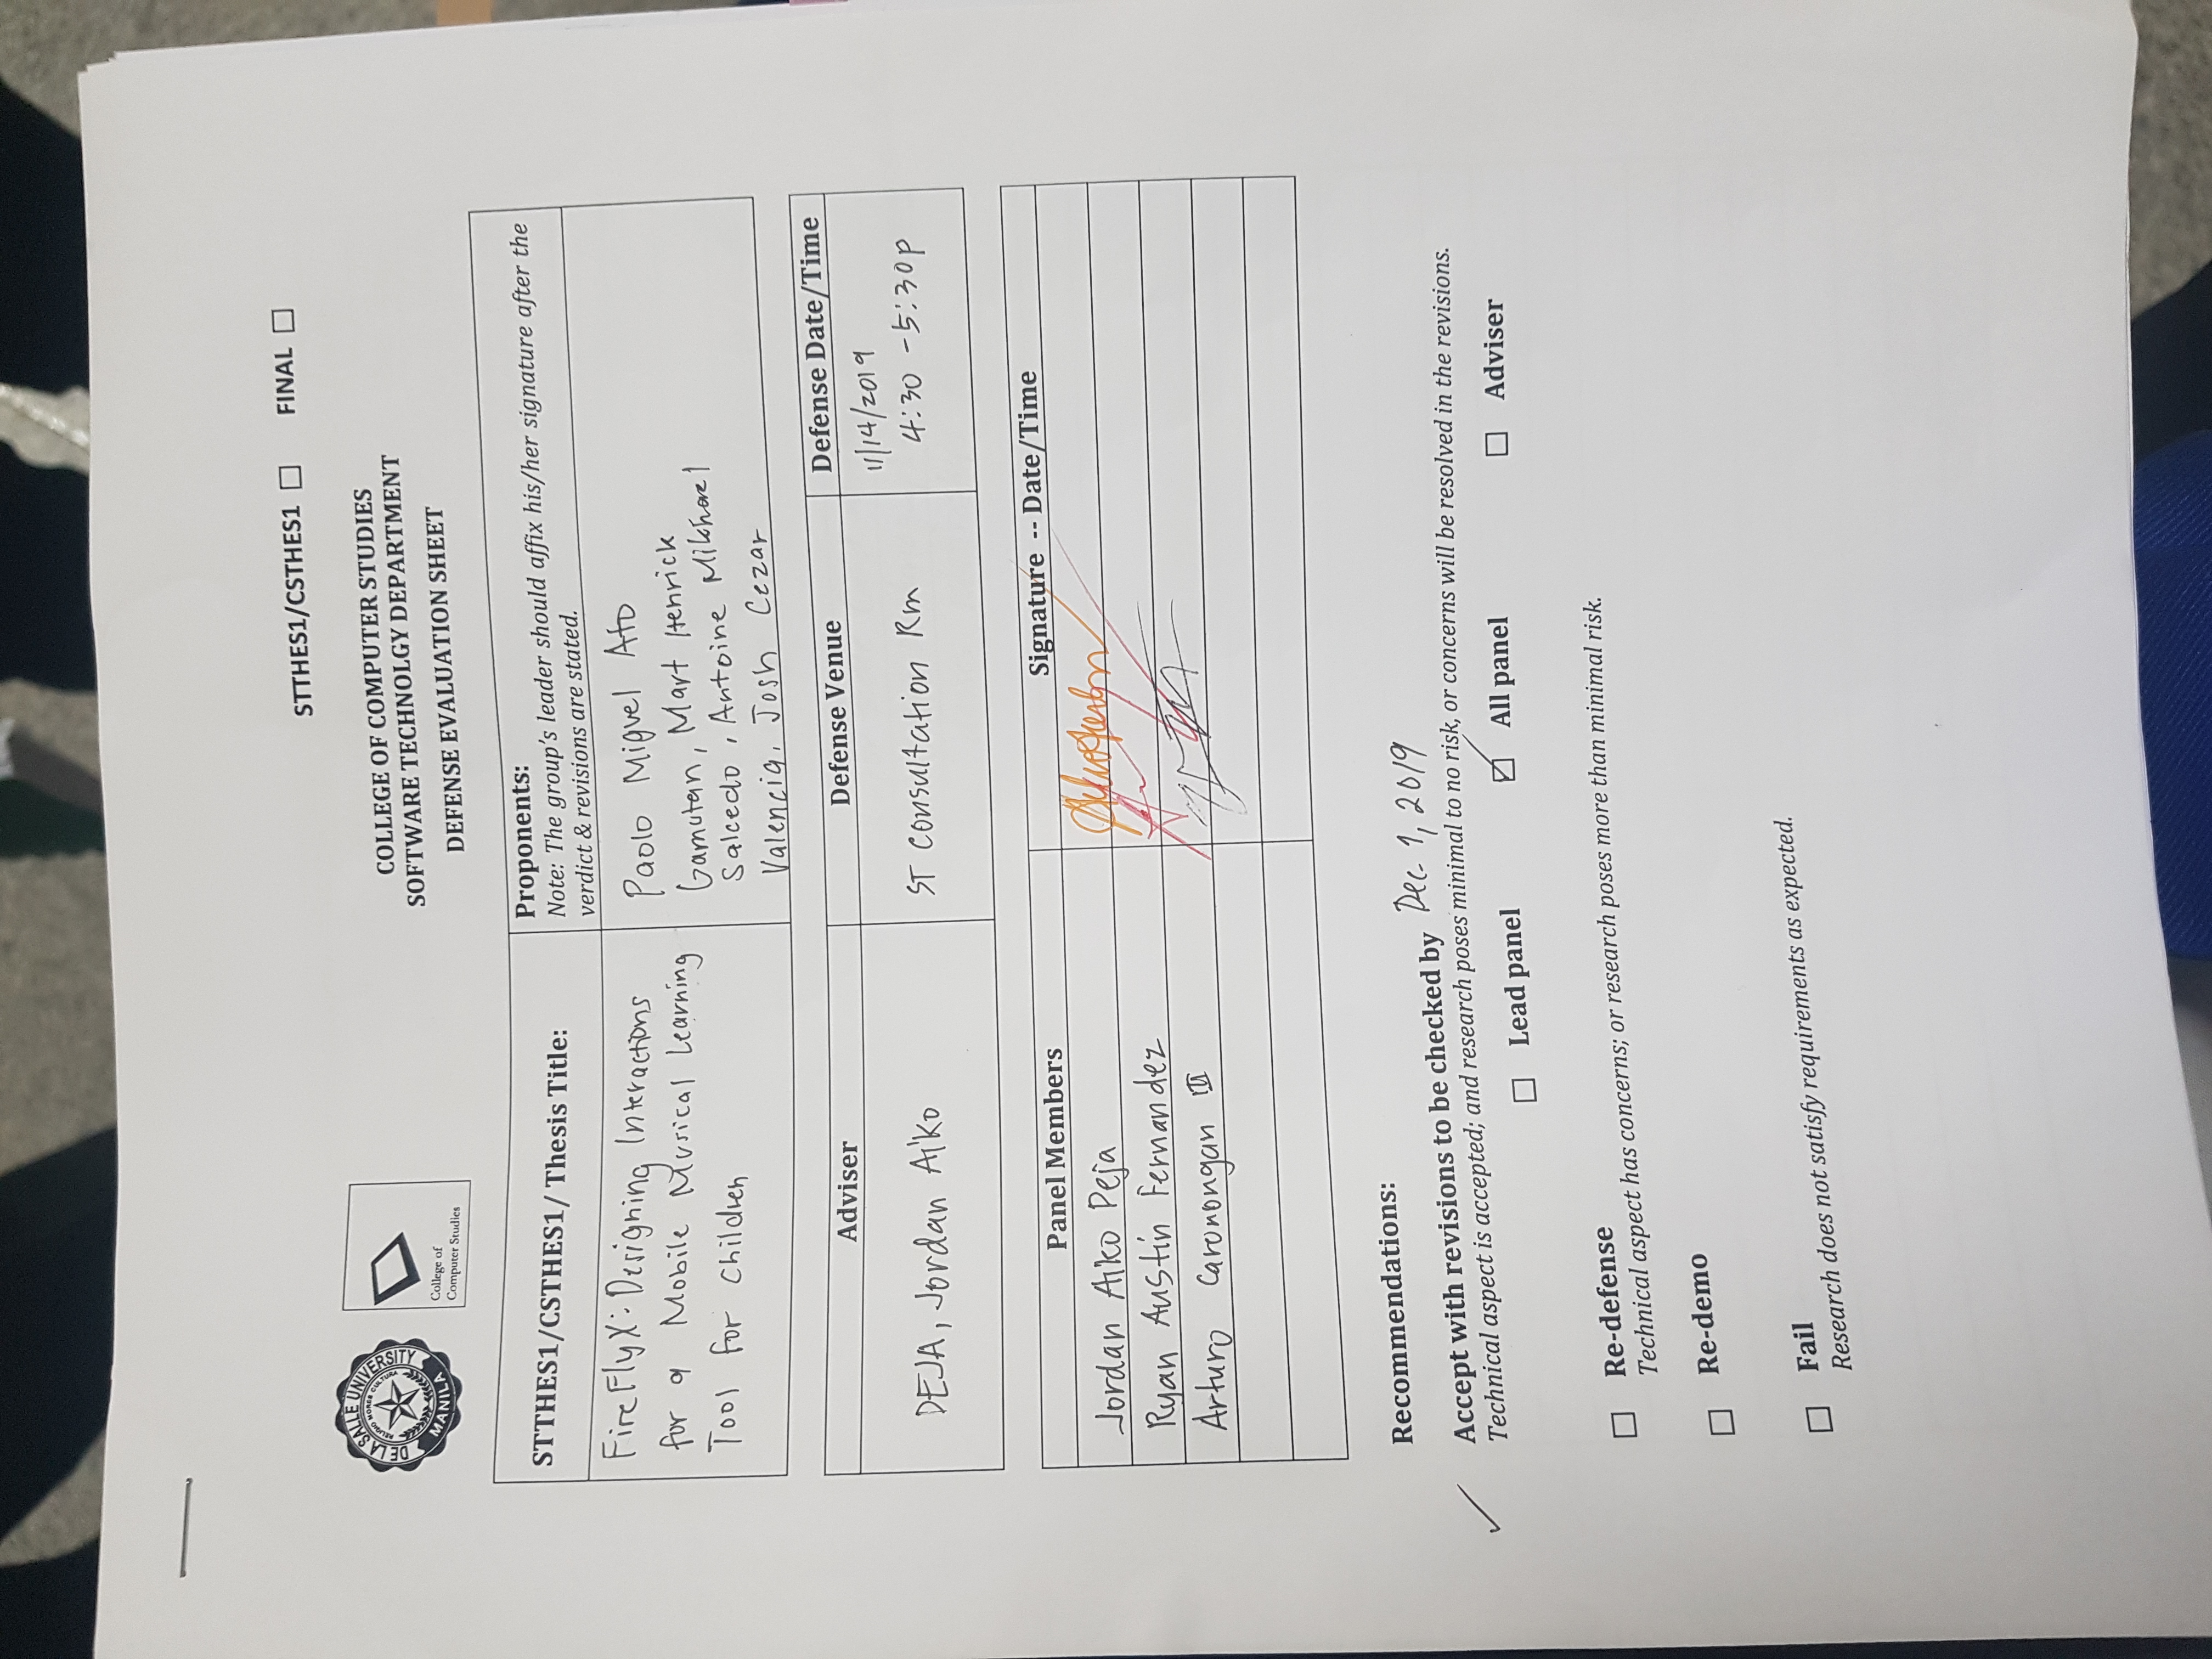 STTHES1/CSTHES1 ☐ FINAL ☐
DE LA SALLE UNIVERSITY
RELIGIO MORES CULTURA
MANILA
College of
Computer Studies
COLLEGE OF COMPUTER STUDIES
SOFTWARE TECHNOLGY DEPARTMENT
DEFENSE EVALUATION SHEET
STTHES1/CSTHES1/ Thesis Title:
Proponents:
Note: The group's leader should affix his/her signature after the
verdict & revisions are stated.
FireFlyX: Designing Interactions
for a Mobile Musical Learning
Tool for Children
Paolo Miguel Ato
Gamutan, Mart Henrick
Salcedo, Antoine Mikhael
Valencia, Josh Cezar
Adviser
Defense Venue
Defense Date/Time
DEJA, Jordan Aiko
ST Consultation Rm
11/14/2019
4:30 - 5:30p
Panel Members
Signature -- Date/Time
Jordan Aiko Deja
Ryan Austin Fernandez
Arturo Caronongan III
Recommendations:
Accept with revisions to be checked by Dec. 1, 2019
Technical aspect is accepted; and research poses minimal to no risk, or concerns will be resolved in the revisions.
☐ Lead panel ☑ All panel ☐ Adviser
☐ Re-defense
Technical aspect has concerns; or research poses more than minimal risk.
☐ Re-demo
☐ Fail
Research does not satisfy requirements as expected.